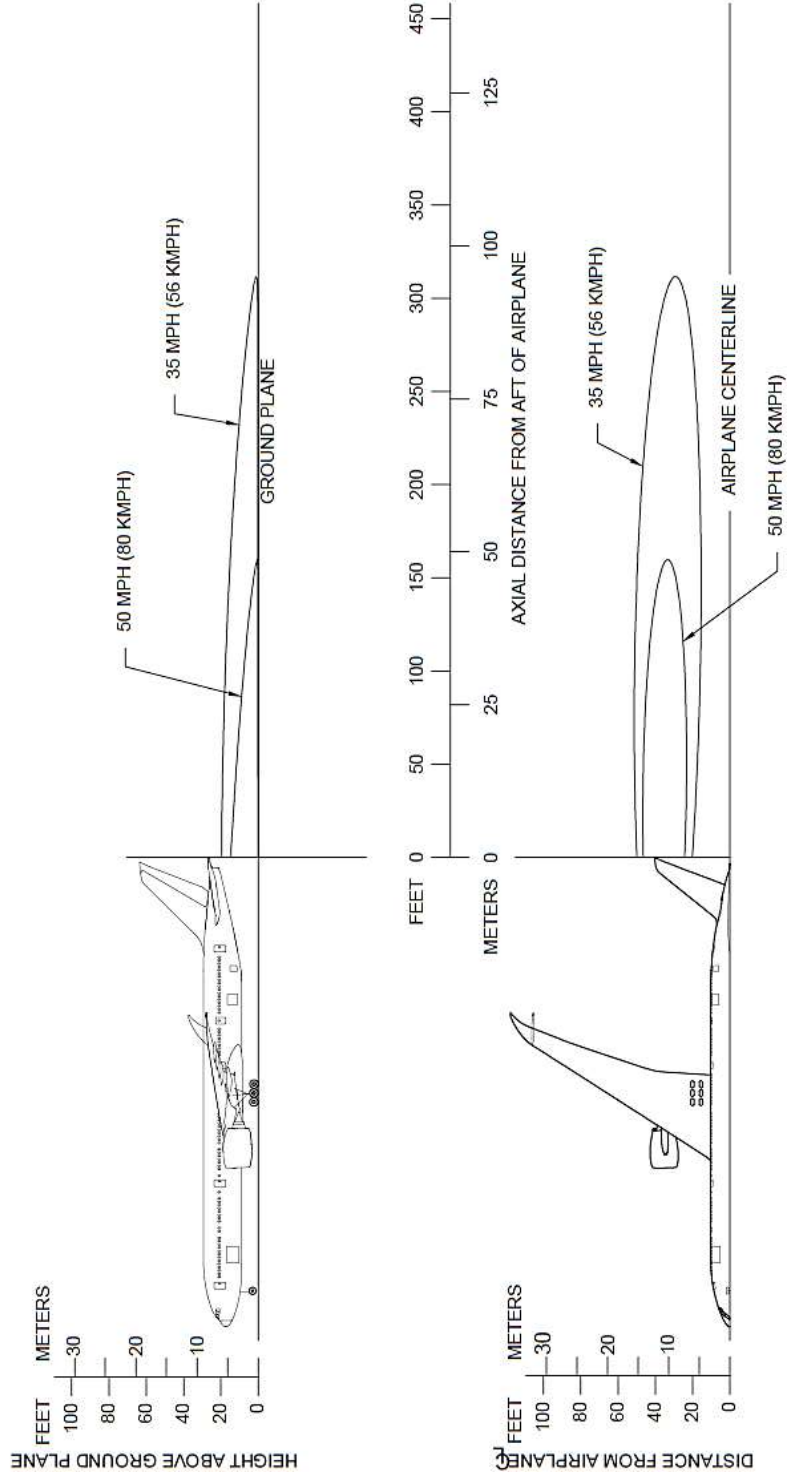 HEIGHT ABOVE GROUND PLANE
FEET
100
80
60
40
20
0
METERS
30
20
10
50 MPH (80 KMPH)
35 MPH (56 KMPH)
GROUND PLANE
FEET
0
50
100
150
200
250
300
350
400
450
METERS
0
25
50
75
100
125
AXIAL DISTANCE FROM AFT OF AIRPLANE
DISTANCE FROM AIRPLANE CL
FEET
100
80
60
40
20
0
METERS
30
20
10
35 MPH (56 KMPH)
AIRPLANE CENTERLINE
50 MPH (80 KMPH)